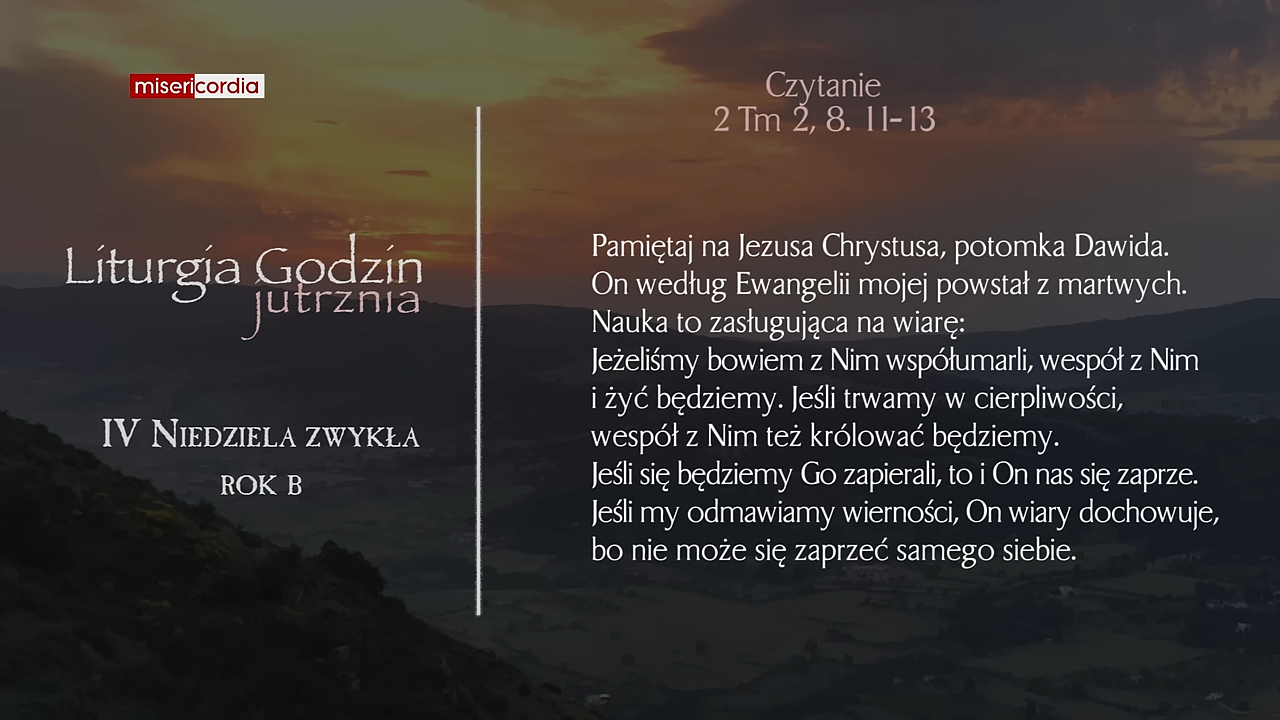 misericordia
Liturgia Godzin
jutrznia
IV Niedziela zwykła
rok B
Czytanie
2 Tm 2, 8. 11-13
Pamiętaj na Jezusa Chrystusa, potomka Dawida.
On według Ewangelii mojej powstał z martwych.
Nauka to zasługująca na wiarę:
Jeżeliśmy bowiem z Nim współumarli, wespół z Nim
i żyć będziemy. Jeśli trwamy w cierpliwości,
wespół z Nim też królować będziemy.
Jeśli się będziemy Go zapierali, to i On nas się zaprze.
Jeśli my odmawiamy wierności, On wiary dochowuje,
bo nie może się zaprzeć samego siebie.